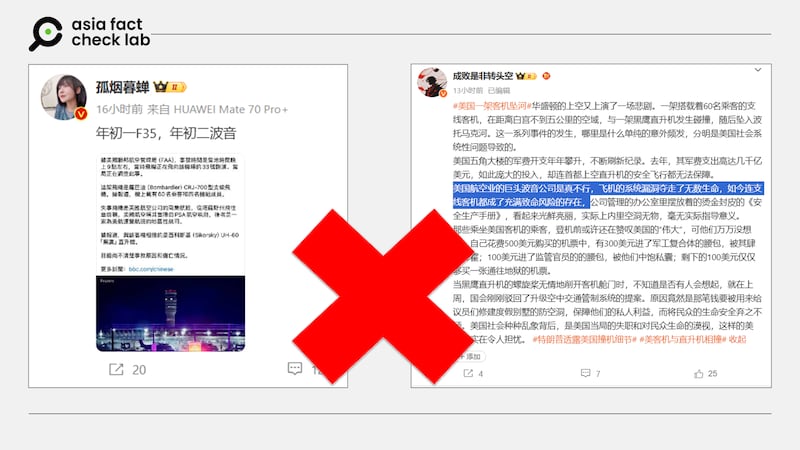 asia fact
check lab
孤烟暮蝉
16小时前 来自 HUAWEI Mate 70 Pro+
年初一F35，年初二波音
更多訊息：bbc.com/chinese
Reuters
20
12
成败是非转头空
13小时前 已编辑
#美国一架客机坠河#华盛顿的上空又上演了一场悲剧。一架搭载着60名乘客的支
线客机，在距离白宫不到五公里的空域，与一架黑鹰直升机发生碰撞，随后坠入波
托马克河。这一系列事件的发生，哪里是什么单纯的意外频发，分明是美国社会系
统性问题导致的。
美国五角大楼的军费开支年年攀升，不断刷新纪录。去年，其军费支出高达几千亿
美元，如此庞大的投入，却连首都上空直升机的安全飞行都无法保障。
美国航空业的巨头波音公司是真不行，飞机的系统漏洞夺走了无数生命，如今连支
线客机都成了充满致命风险的存在，公司管理的办公室里摆放着的烫金封皮的《安
全生产手册》，看起来光鲜亮丽，实际上内里空洞无物，毫无实际指导意义。
那些乘坐美国客机的乘客，登机前或许还在赞叹美国的“伟大”，可他们万万没想
，自己花费500美元购买的机票中，有300美元进了军工复合体的腰包，被其肆
霍；100美元进了监管官员的的腰包，被他们中饱私囊；剩下的100美元仅仅
够买一张通往地狱的机票。
当黑鹰直升机的螺旋桨无情地削开客机舱门时，不知道是否有人会想起，就在上
周，国会刚刚驳回了升级空中交通管制系统的提案。原因竟然是那笔钱要被用来给
议员们修建度假别墅的防空洞，保障他们的私人利益，而将民众的生命安全弃之不
。美国社会种种乱象背后，是美国当局的失职和对民众生命的漠视，这样的美
实在令人担忧。 #特朗普透露美国撞机细节# #美客机与直升机相撞# 收起
添加
4
7
25